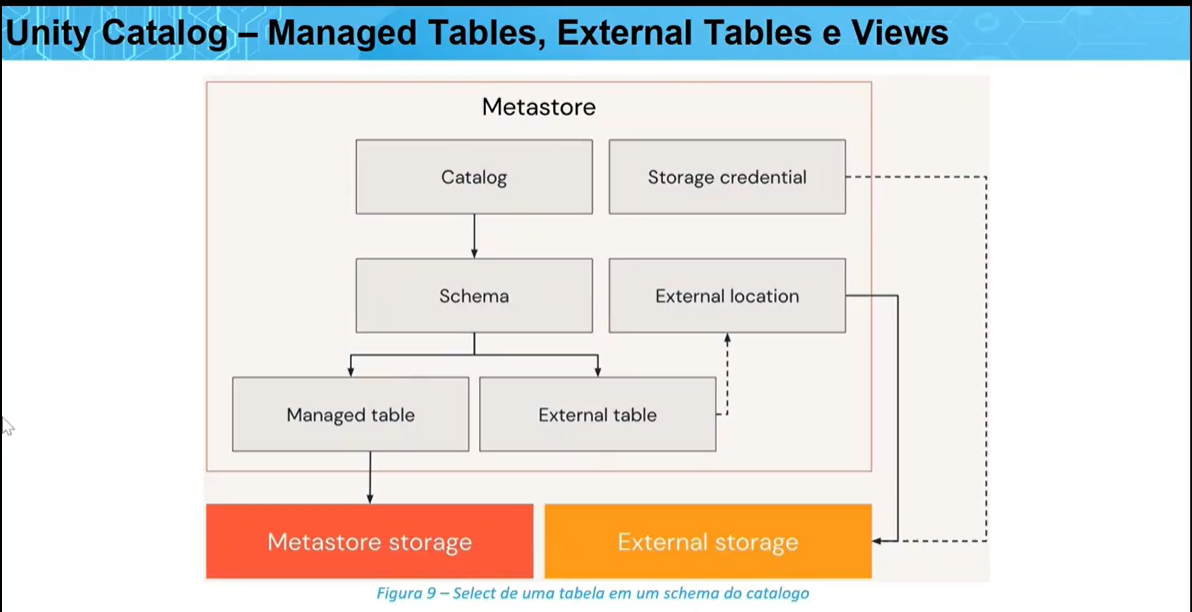 Unity Catalog – Managed Tables, External Tables e Views
Metastore
Catalog
Storage credential
Schema
External location
Managed table
External table
Metastore storage
External storage
Figura 9 – Select de uma tabela em um schema do catalogo